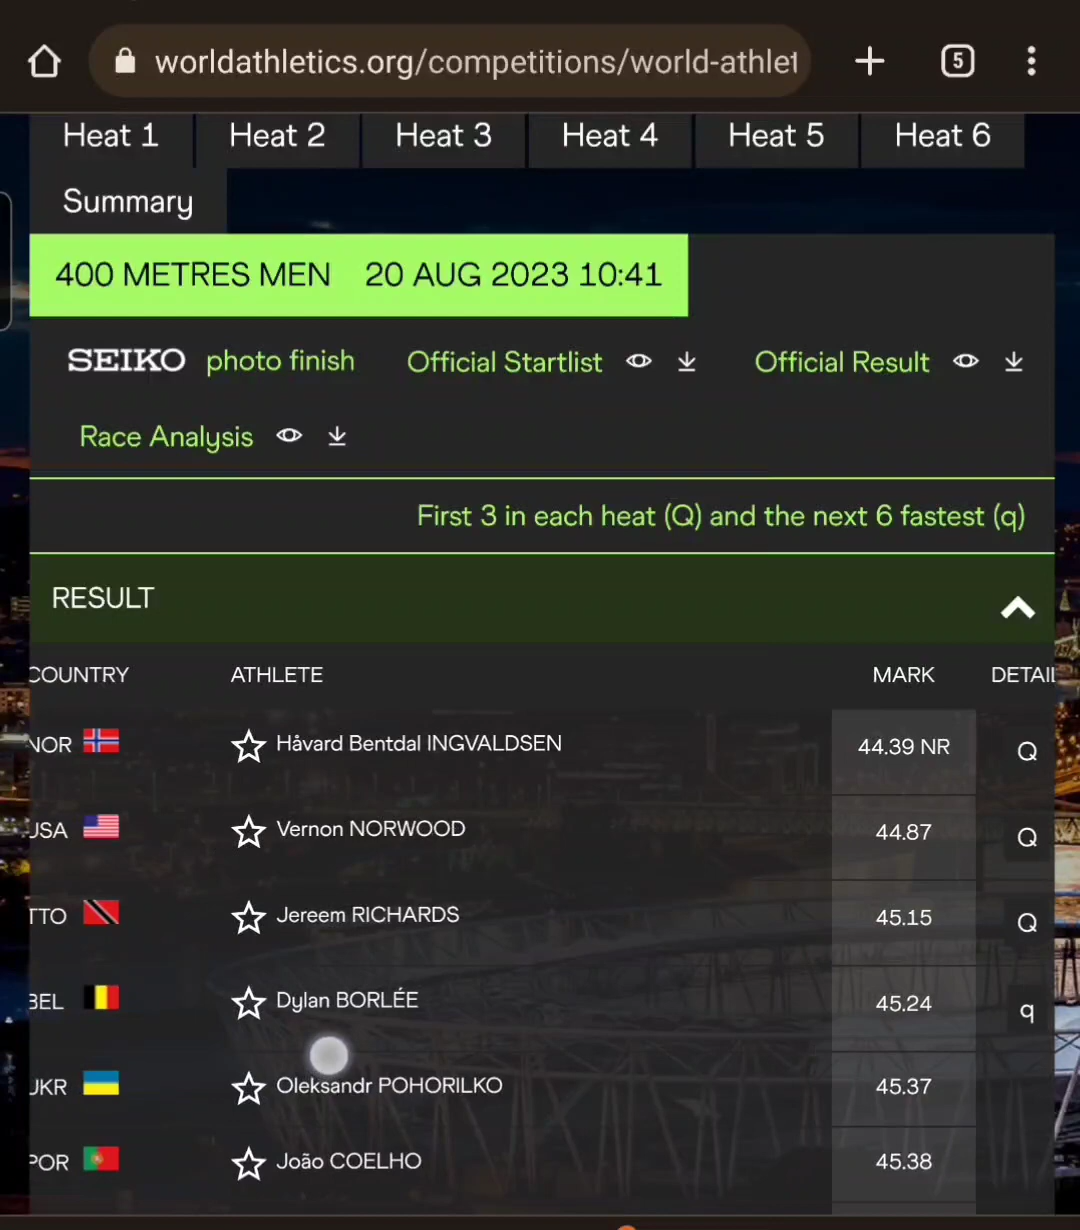 worldathletics.org/competitions/world-athlet
5
Heat 1 Heat 2 Heat 3 Heat 4 Heat 5 Heat 6
Summary
400 METRES MEN 20 AUG 2023 10:41
SEIKO photo finish Official Startlist Official Result
Race Analysis
First 3 in each heat (Q) and the next 6 fastest (q)
RESULT
COUNTRY ATHLETE MARK DETAIL
NOR Håvard Bentdal INGVALDSEN 44.39 NR Q
USA Vernon NORWOOD 44.87 Q
TTO Jereem RICHARDS 45.15 Q
BEL Dylan BORLÉE 45.24 q
UKR Oleksandr POHORILKO 45.37
POR João COELHO 45.38